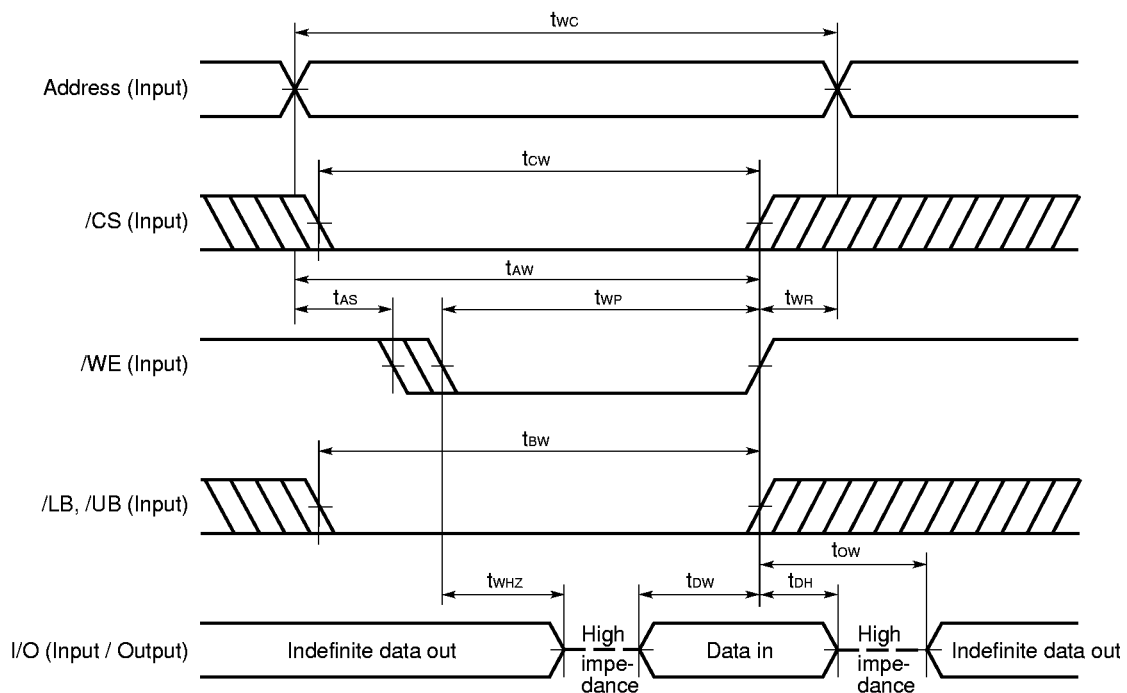 tWC
Address (Input)
tCW
/CS (Input)
tAW
tAS
tWP
tWR
/WE (Input)
tBW
/LB, /UB (Input)
tOW
tWHZ
tDW
tDH
I/O (Input / Output)
Indefinite data out
High
impe-
dance
Data in
High
impe-
dance
Indefinite data out